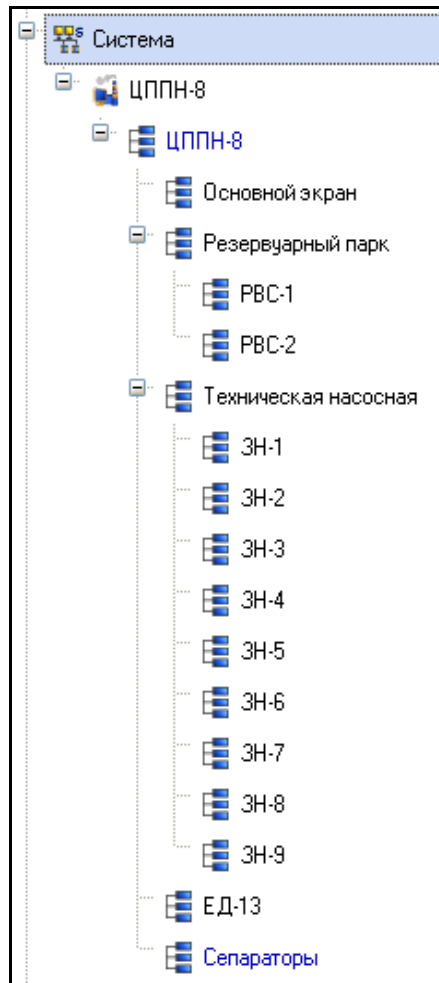 Система
ЦППН-8
ЦППН-8
Основной экран
Резервуарный парк
РВС-1
РВС-2
Техническая насосная
ЗН-1
ЗН-2
ЗН-3
ЗН-4
ЗН-5
ЗН-6
ЗН-7
ЗН-8
ЗН-9
ЕД-13
Сепараторы